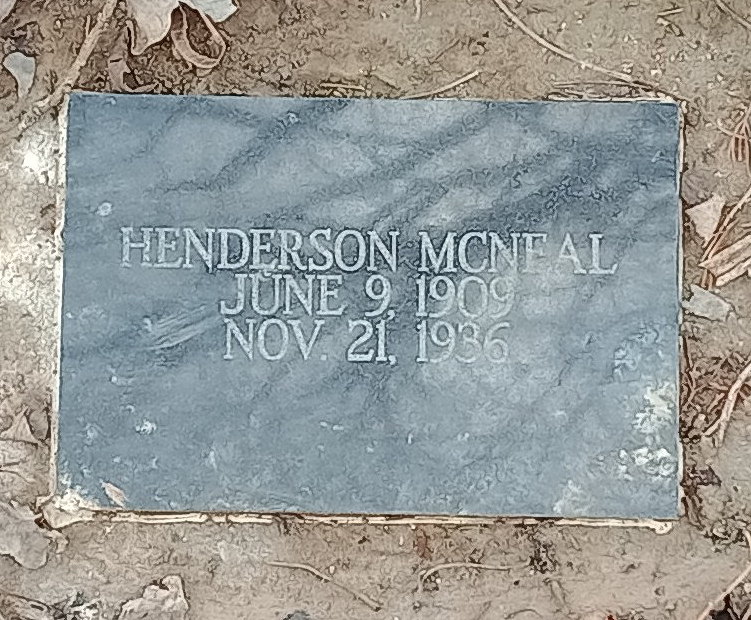 HENDERSON MCNEAL
JUNE 9, 1909
NOV. 21, 1936